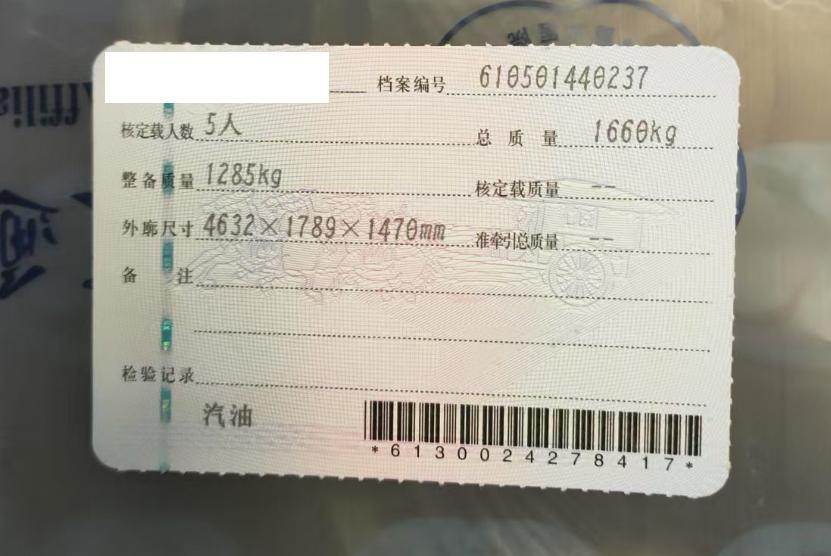 档案编号 610501440237
核定载人数 5人 总质量 1660kg
整备质量 1285kg 核定载质量 --
外廓尺寸 4632×1789×1470mm 准牵引总质量 --
备注
检验记录
汽油
*6130024278417*